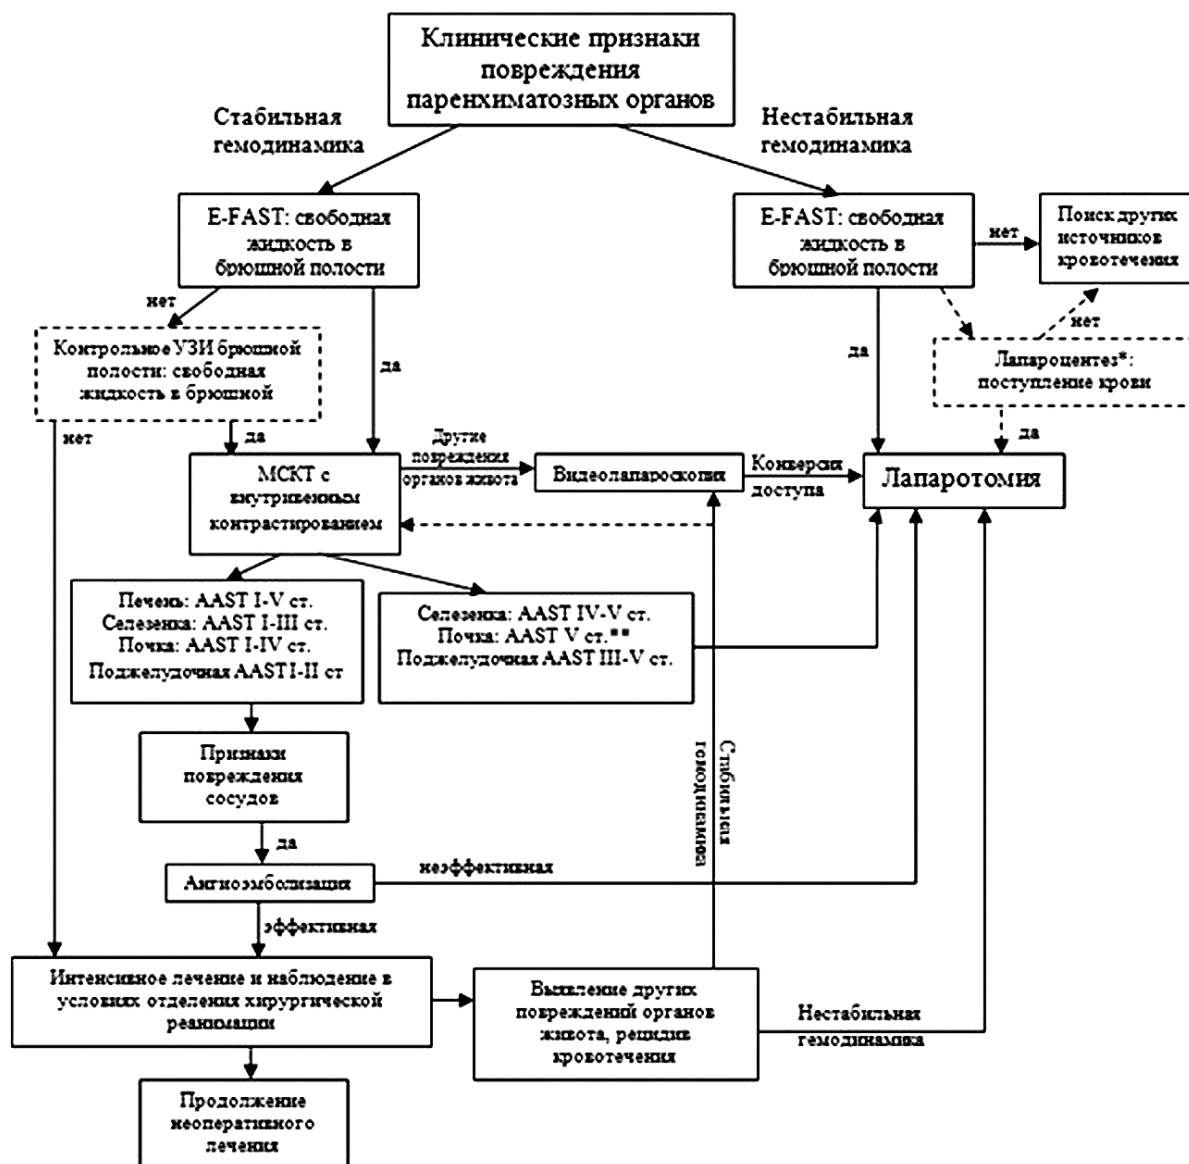 Клинические признаки
повреждения
паренхиматозных органов
Стабильная
гемодинамика
Нестабильная
гемодинамика
E-FAST: свободная
жидкость в
брюшной полости
E-FAST: свободная
жидкость в
брюшной полости
нет
Поиск других
источников
кровотечения
нет
да
Контрольное УЗИ брюшной
полости: свободная
жидкость в брюшной
да
нет
Лапароцентез*:
поступление крови
нет
да
да
МСКТ с
внутривенным
контрастированием
Другие
повреждения
органов живота
Видеолапароскопия
Конверсия
доступа
Лапаротомия
Печень: AAST I-V ст.
Селезенка: AAST I-III ст.
Почка: AAST I-IV ст.
Поджелудочная AAST I-II ст
Селезенка: AAST IV-V ст.
Почка: AAST V ст.**
Поджелудочная AAST III-V ст.
Признаки
повреждения
сосудов
Стабильная
гемодинамика
да
Ангиоэмболизация
неэффективная
эффективная
Интенсивное лечение и наблюдение в
условиях отделения хирургической
реанимации
Выявление других
повреждений органов
живота, рецидив
кровотечения
Нестабильная
гемодинамика
Продолжение
неоперативного
лечения